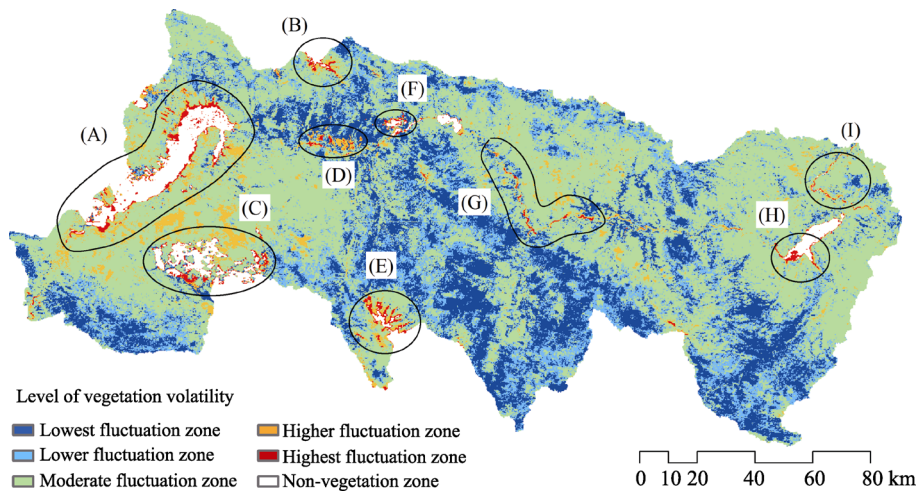 (B)
(F)
(A)
(I)
(D)
(C)
(G)
(H)
(E)
Level of vegetation volatility
Lowest fluctuation zone
Higher fluctuation zone
Lower fluctuation zone
Highest fluctuation zone
Moderate fluctuation zone
Non-vegetation zone
0 10 20 40 60 80 km